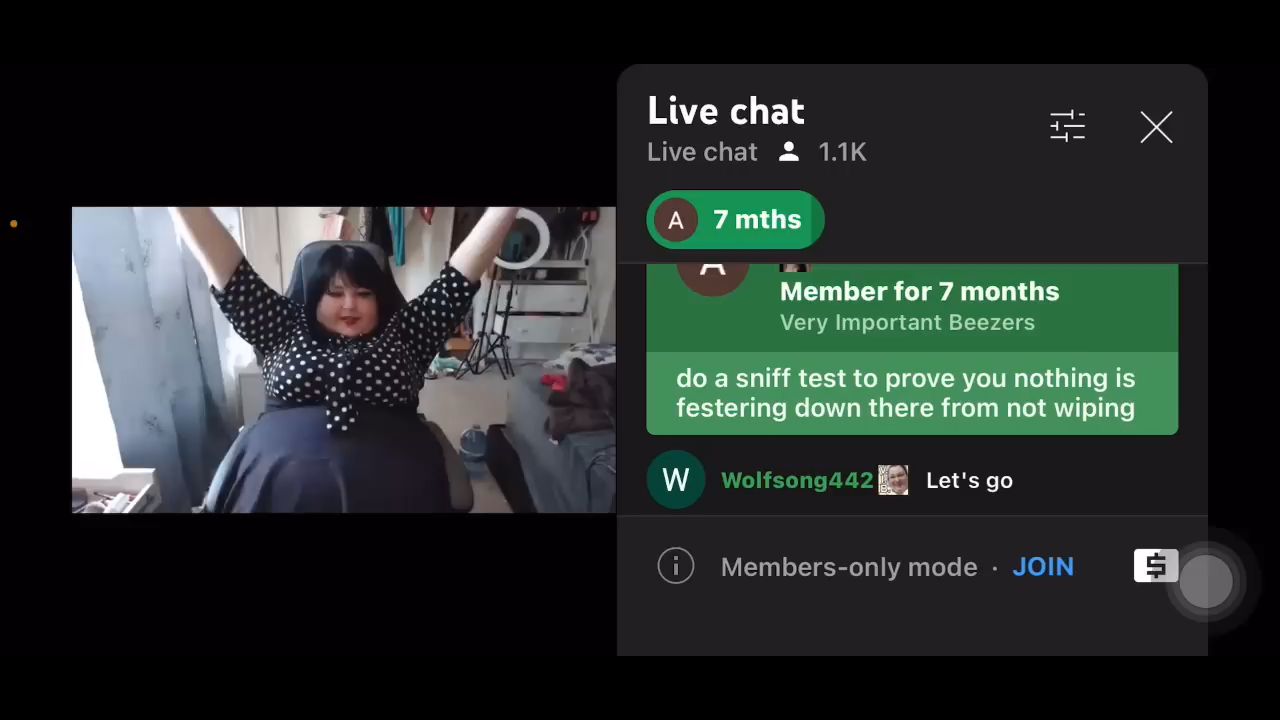 Live chat
Live chat 1.1K
A 7 mths
A
Member for 7 months
Very Important Beezers
do a sniff test to prove you nothing is
festering down there from not wiping
W Wolfsong442 Let's go
Members-only mode · JOIN
$